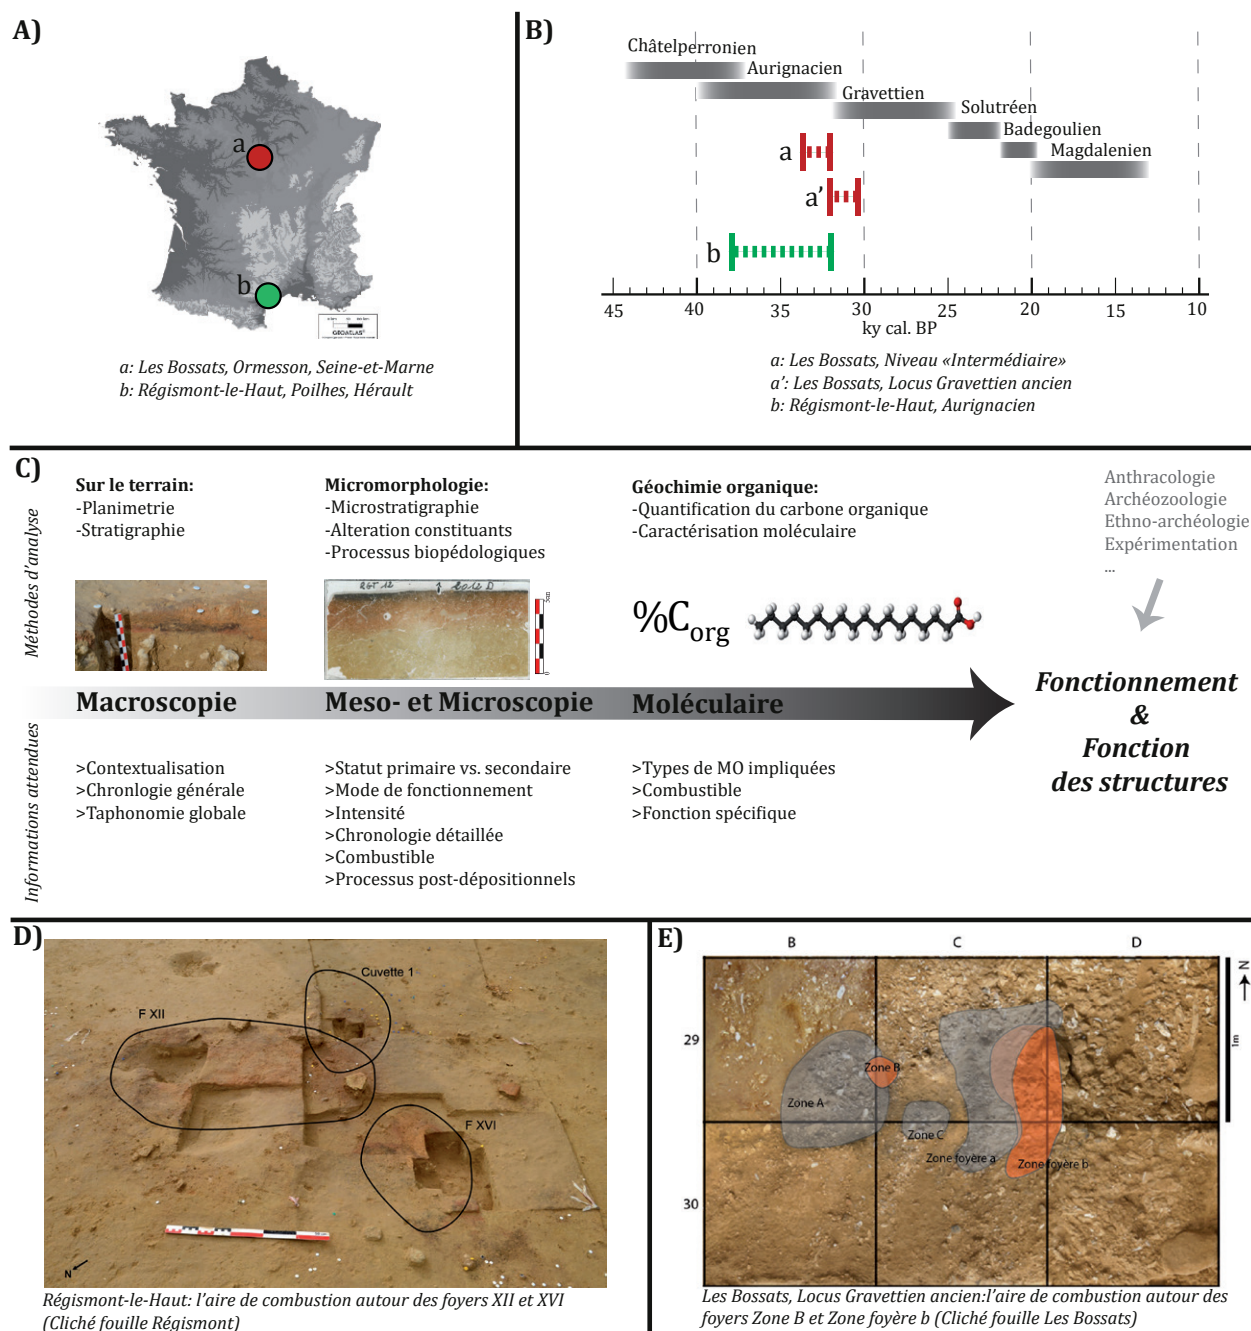 A)
a
b
GEOATLAS
a: Les Bossats, Ormesson, Seine-et-Marne
b: Régismont-le-Haut, Poilhes, Hérault
B)
Châtelperronien
Aurignacien
Gravettien
Solutréen
Badegoulien
Magdalenien
a
a'
b
45 40 30 20 10
ky cal. BP
a: Les Bossats, Niveau «Intermédiaire»
a': Les Bossats, Locus Gravettien ancien
b: Régismont-le-Haut, Aurignacien
C)
Méthodes d'analyse
Sur le terrain:
-Planimetrie
-Stratigraphie
Micromorphologie:
-Microstratigraphie
-Alteration constituants
-Processus biopédologiques
RGT 12 2012 D
Géochimie organique:
-Quantification du carbone organique
-Caractérisation moléculaire
%Corg
Anthracologie
Archéozoologie
Ethno-archéologie
Expérimentation
...
Macroscopie
Meso- et Microscopie
Moléculaire
Fonctionnement
&
Fonction
des structures
Informations attendues
>Contextualisation
>Chronlogie générale
>Taphonomie globale
>Statut primaire vs. secondaire
>Mode de fonctionnement
>Intensité
>Chronologie détaillée
>Combustible
>Processus post-dépositionnels
>Types de MO impliquées
>Combustible
>Fonction spécifique
D)
Cuvette 1
F XII
F XVI
N
Régismont-le-Haut: l'aire de combustion autour des foyers XII et XVI
(Cliché fouille Régismont)
E)
B C D
N
1m
29
30
Zone B
Zone A
Zone C
Zone foyère a
Zone foyère b
Les Bossats, Locus Gravettien ancien:l'aire de combustion autour des
foyers Zone B et Zone foyère b (Cliché fouille Les Bossats)